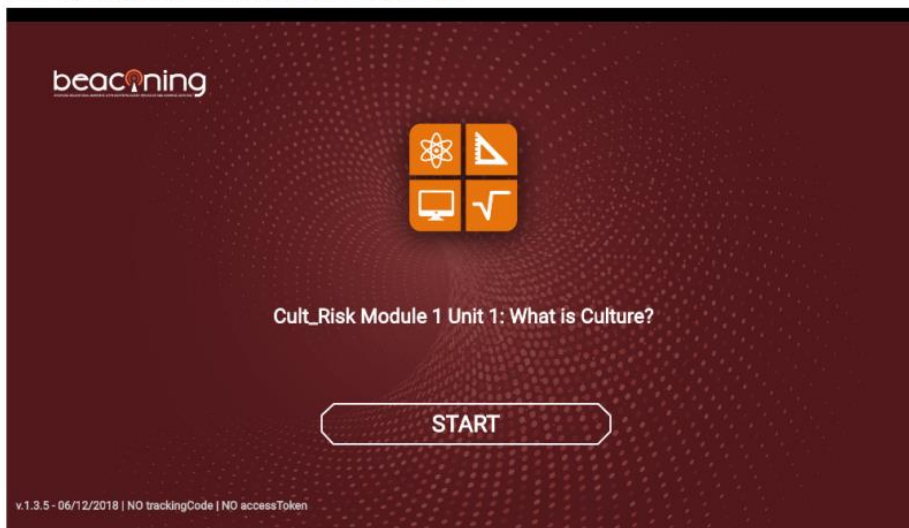 beaconing
Cult_Risk Module 1 Unit 1: What is Culture?
START
v.1.3.5 - 06/12/2018 | NO trackingCode | NO accessToken